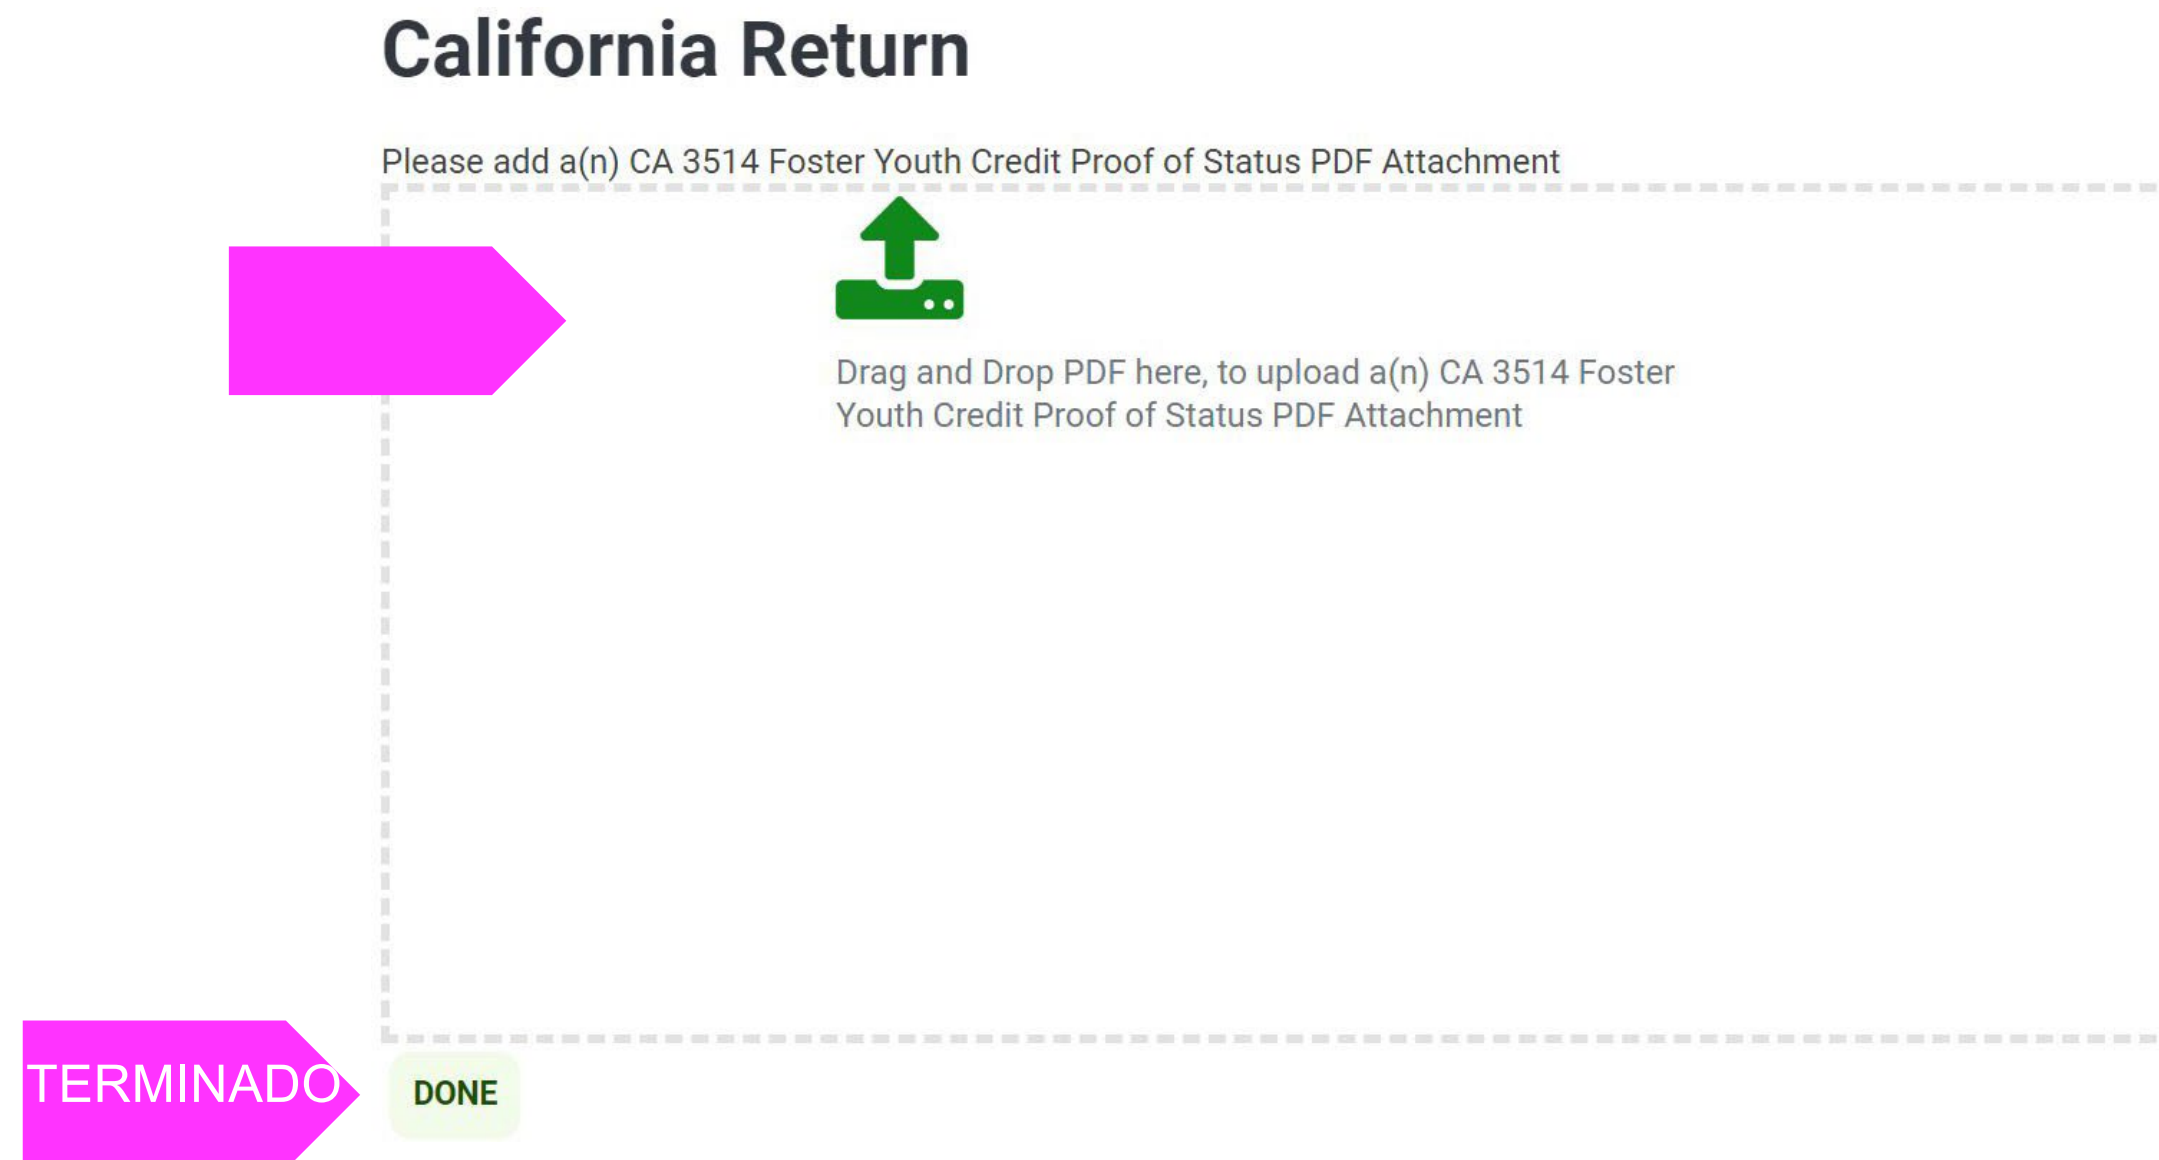 California Return
Please add a(n) CA 3514 Foster Youth Credit Proof of Status PDF Attachment
Drag and Drop PDF here, to upload a(n) CA 3514 Foster
Youth Credit Proof of Status PDF Attachment
TERMINADO
DONE